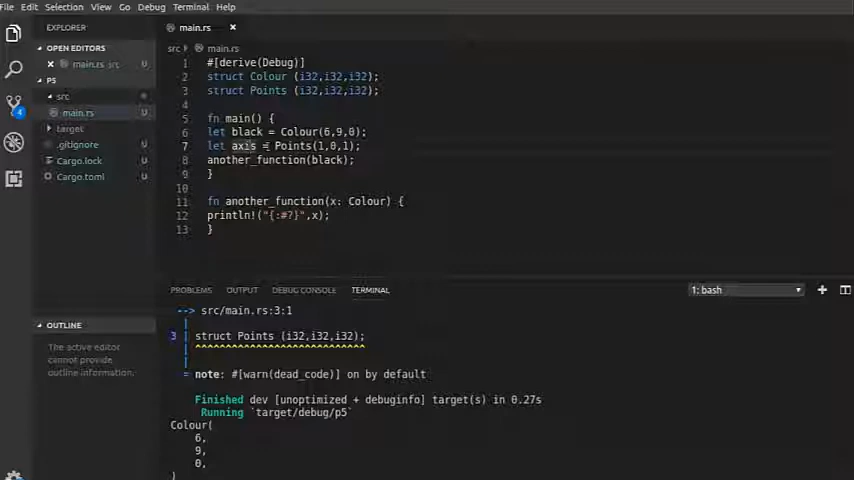 File Edit Selection View Go Debug Terminal Help
EXPLORER
main.rs
OPEN EDITORS
main.rs src U
P5
src
main.rs U
target
.gitignore U
Cargo.lock U
Cargo.toml U
4
OUTLINE
The active editor
cannot provide
outline information.
src main.rs
1 #[derive(Debug)]
2 struct Colour (i32,i32,i32);
3 struct Points (i32,i32,i32);
4
5 fn main() {
6 let black = Colour(6,9,0);
7 let axis = Points(1,0,1);
8 another_function(black);
9 }
10
11 fn another_function(x: Colour) {
12 println!("{:#?}",x);
13 }
PROBLEMS OUTPUT DEBUG CONSOLE TERMINAL
1: bash
--> src/main.rs:3:1
|
3 | struct Points (i32,i32,i32);
| ^^^^^^^^^^^^^^^^^^^^^^^^^^^^
|
= note: #[warn(dead_code)] on by default
Finished dev [unoptimized + debuginfo] target(s) in 0.27s
Running `target/debug/p5`
Colour(
6,
9,
0,
)